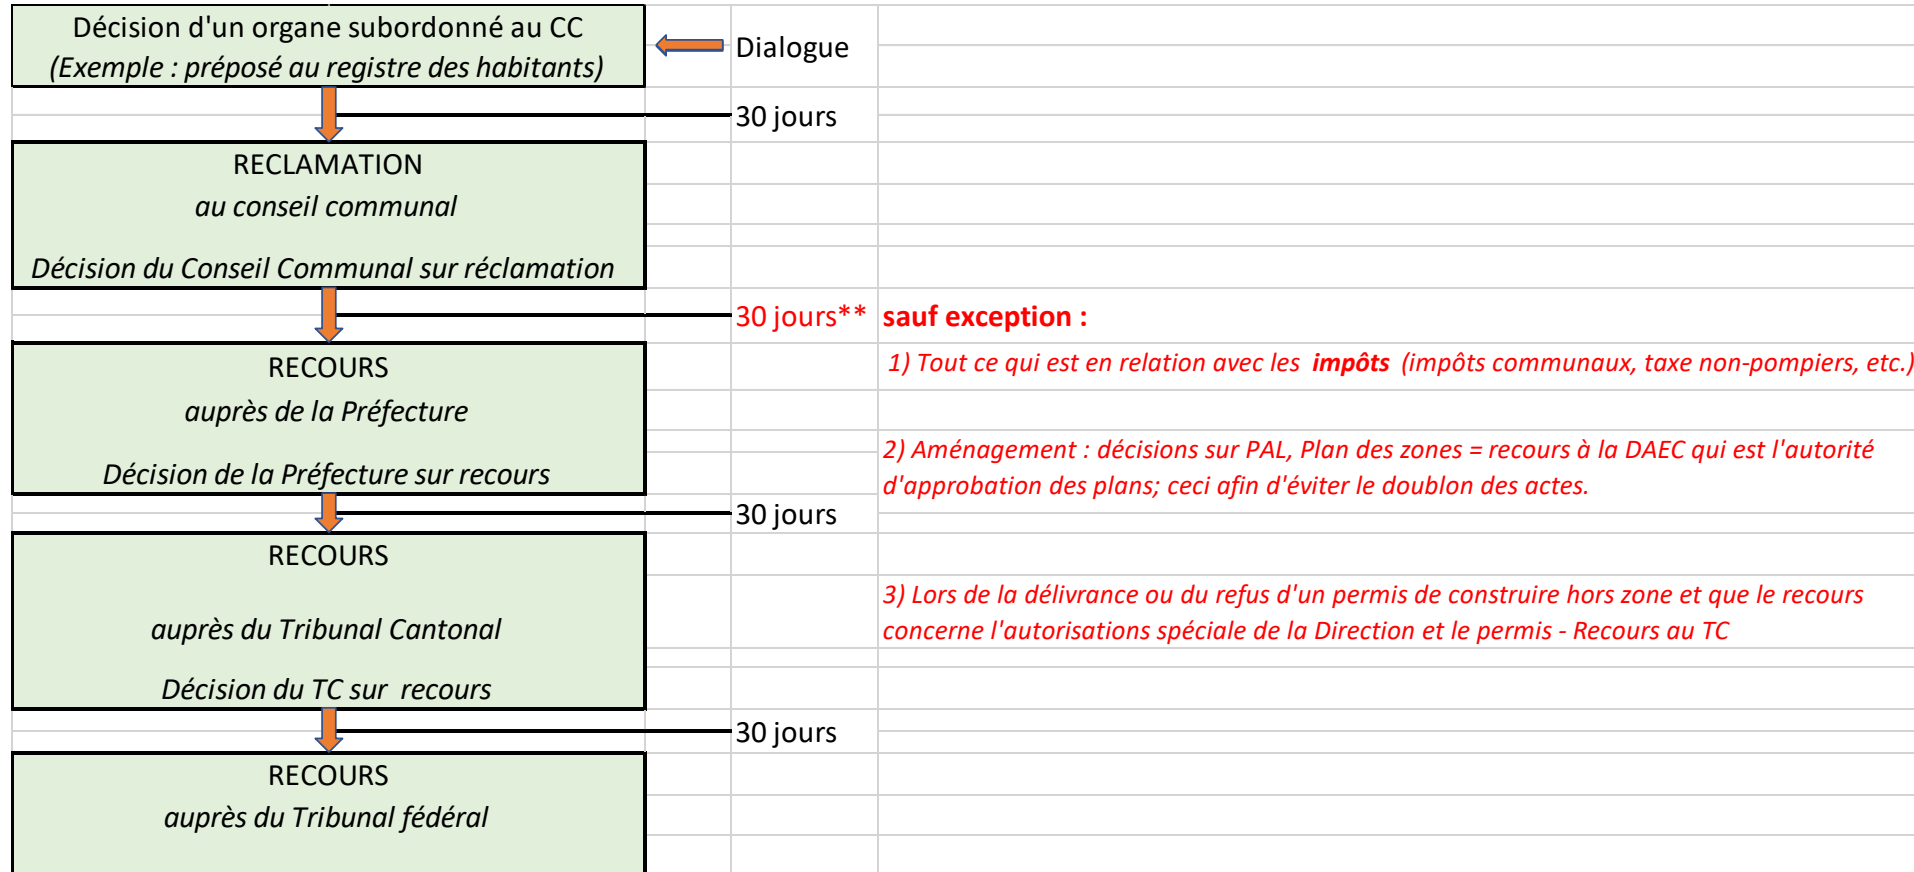 Décision d'un organe subordonné au CC
(Exemple : préposé au registre des habitants)
Dialogue
30 jours
RECLAMATION
au conseil communal
Décision du Conseil Communal sur réclamation
30 jours** sauf exception :
RECOURS
auprès de la Préfecture
Décision de la Préfecture sur recours
1) Tout ce qui est en relation avec les impôts (impôts communaux, taxe non-pompiers, etc.)
2) Aménagement : décisions sur PAL, Plan des zones = recours à la DAEC qui est l'autorité
d'approbation des plans; ceci afin d'éviter le doublon des actes.
30 jours
RECOURS
auprès du Tribunal Cantonal
Décision du TC sur recours
3) Lors de la délivrance ou du refus d'un permis de construire hors zone et que le recours
concerne l'autorisations spéciale de la Direction et le permis - Recours au TC
30 jours
RECOURS
auprès du Tribunal fédéral